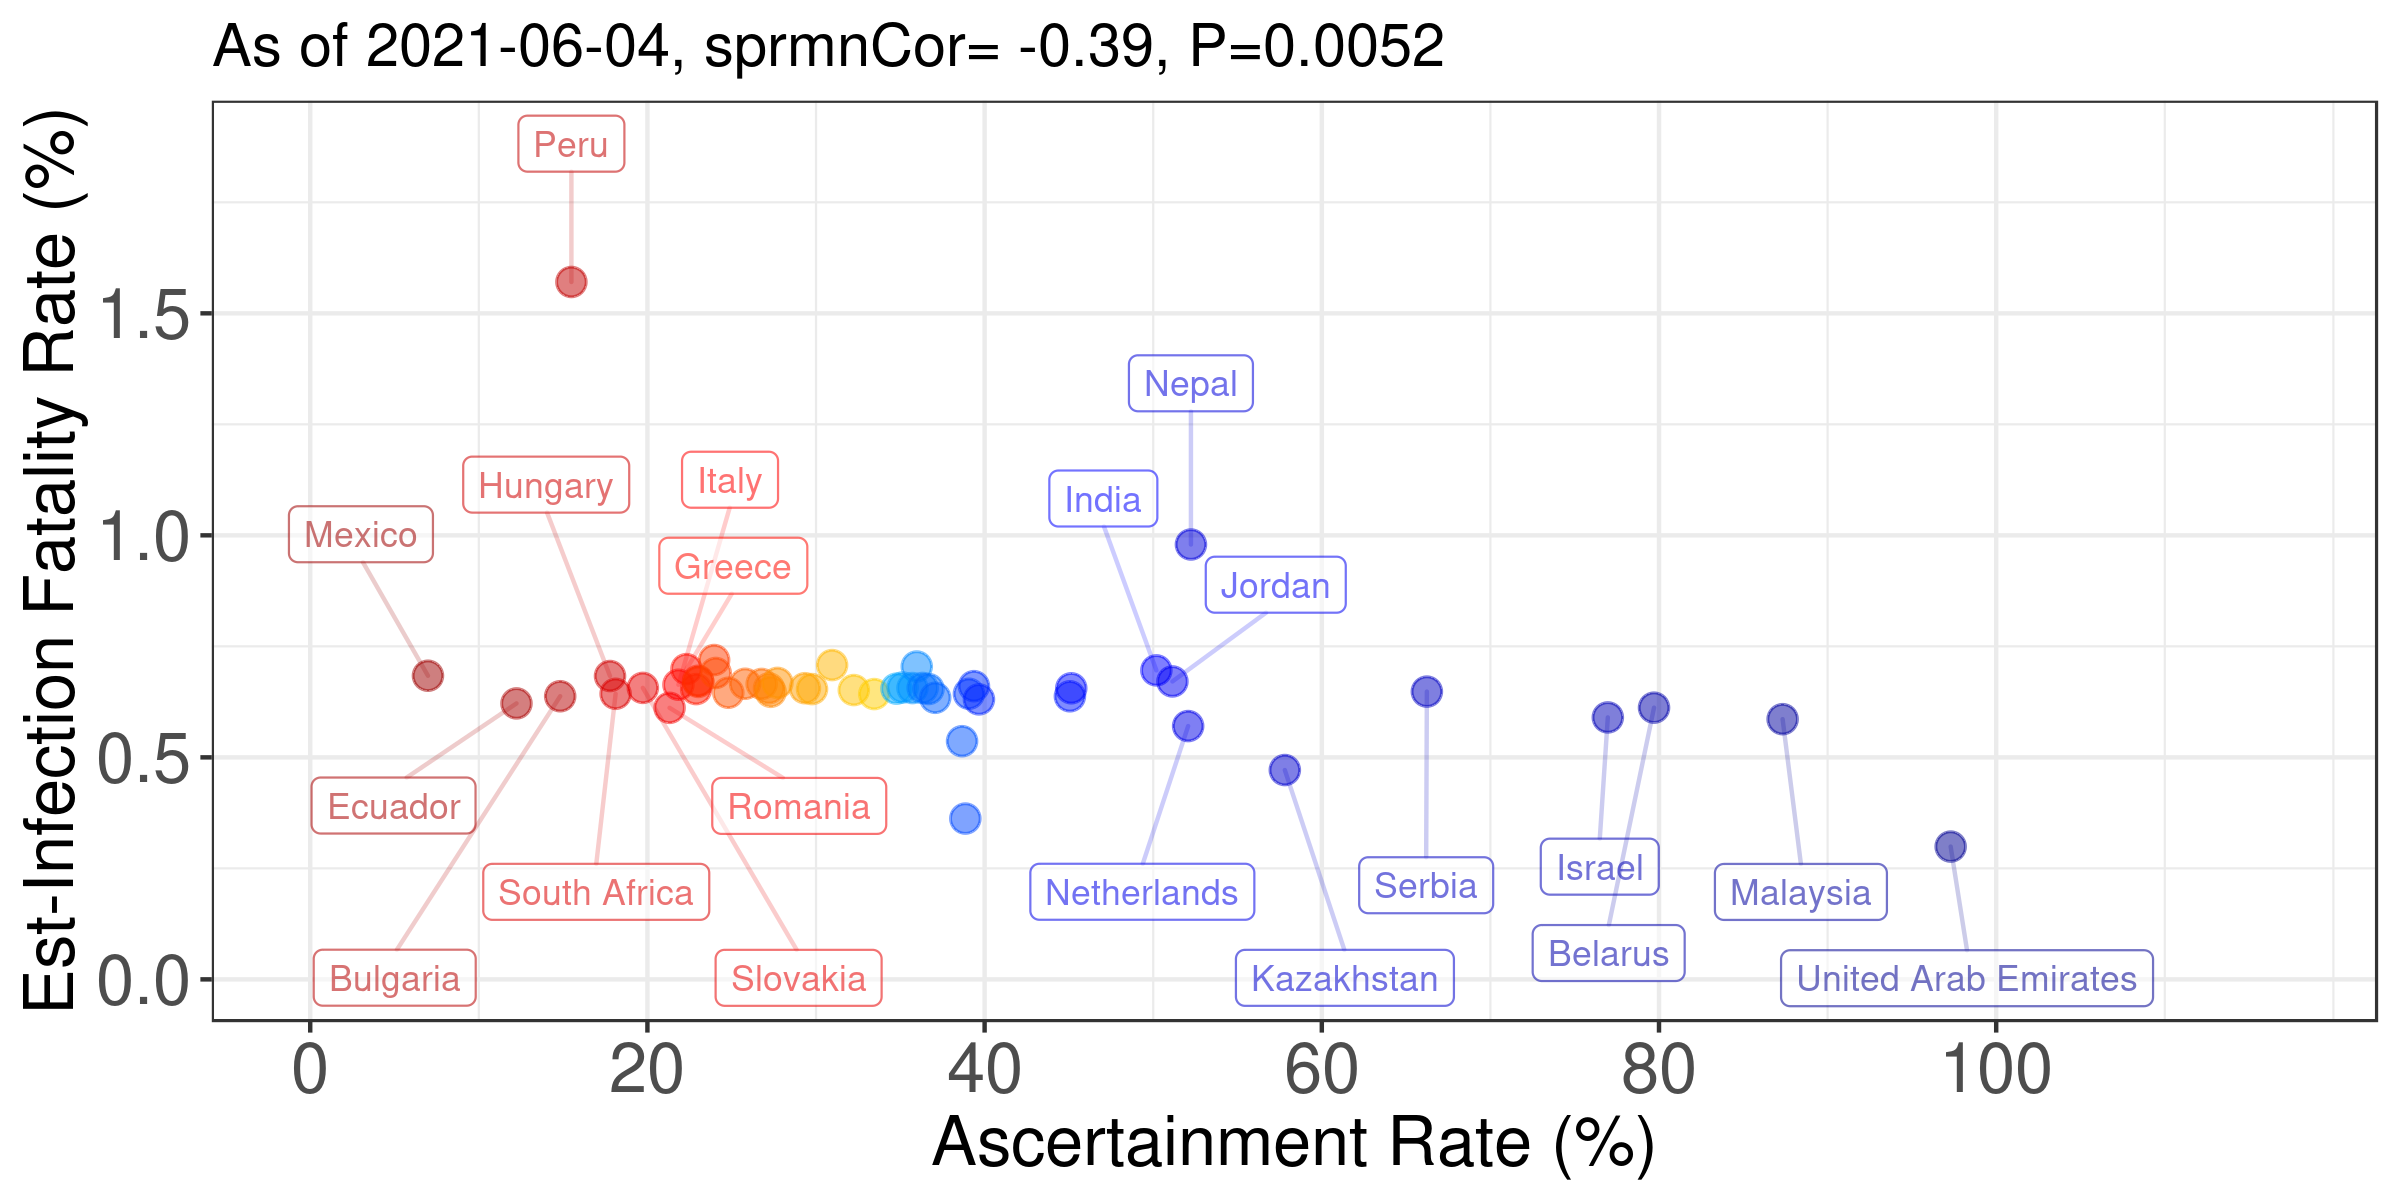 As of 2021-06-04, sprmnCor= -0.39, P=0.0052
Est-Infection Fatality Rate (%)
1.5
1.0
0.5
0.0
Peru
Nepal
Italy
Hungary
India
Mexico
Greece
Jordan
Ecuador
Romania
Israel
Serbia
South Africa
Netherlands
Malaysia
Belarus
Bulgaria
Slovakia
Kazakhstan
United Arab Emirates
0 20 40 60 80 100
Ascertainment Rate (%)